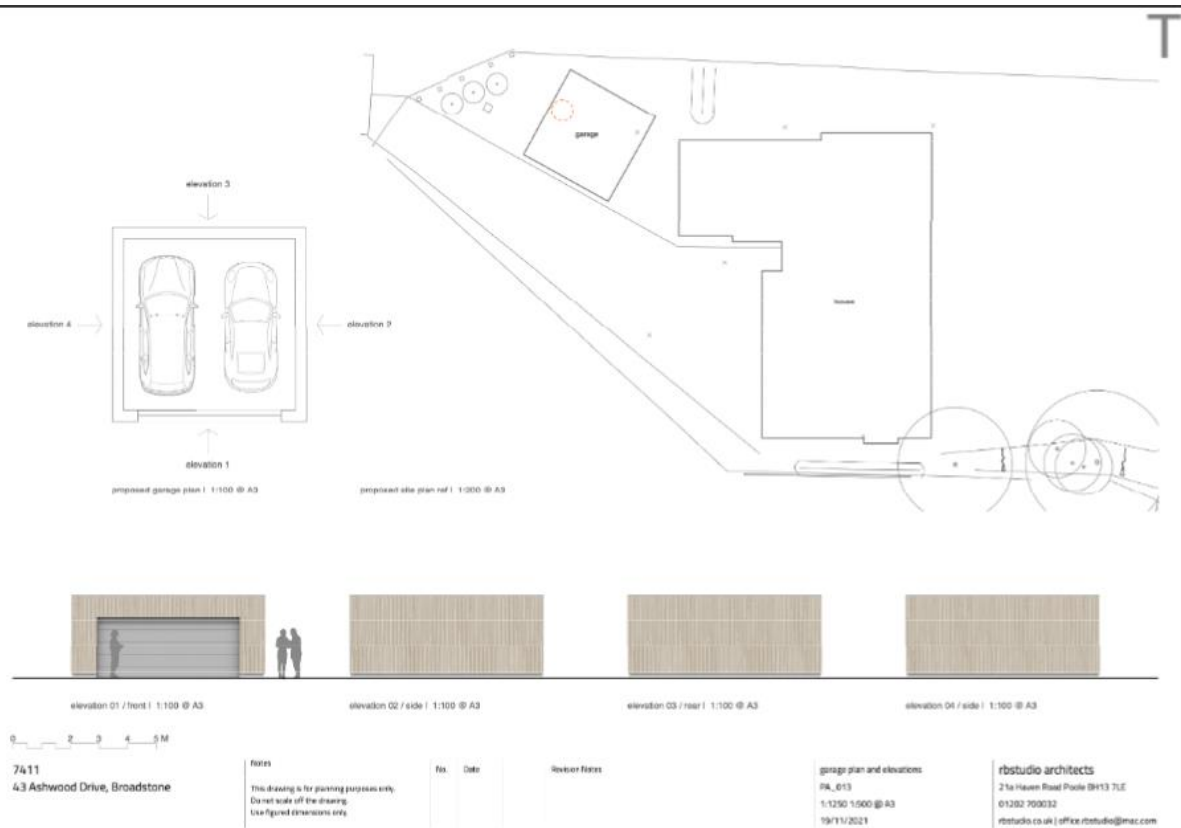 T
garage
house
elevation 3
elevation 4
elevation 2
elevation 1
proposed garage plan | 1:100 @ A3
proposed site plan ref | 1:200 @ A3
elevation 01 / front | 1:100 @ A3
elevation 02 / side | 1:100 @ A3
elevation 03 / rear | 1:100 @ A3
elevation 04 / side | 1:100 @ A3
0 2 3 4 5 M
7411
43 Ashwood Drive, Broadstone
Notes
This drawing is for planning purposes only.
Do not scale off the drawing.
Use figured dimensions only.
No. Date Revision Notes
garage plan and elevations
PA_013
1:1250 1:500 @ A3
19/11/2021
rbstudio architects
21a Haven Road Poole BH13 7LE
01202 700032
rbstudio.co.uk | office.rbstudio@mac.com